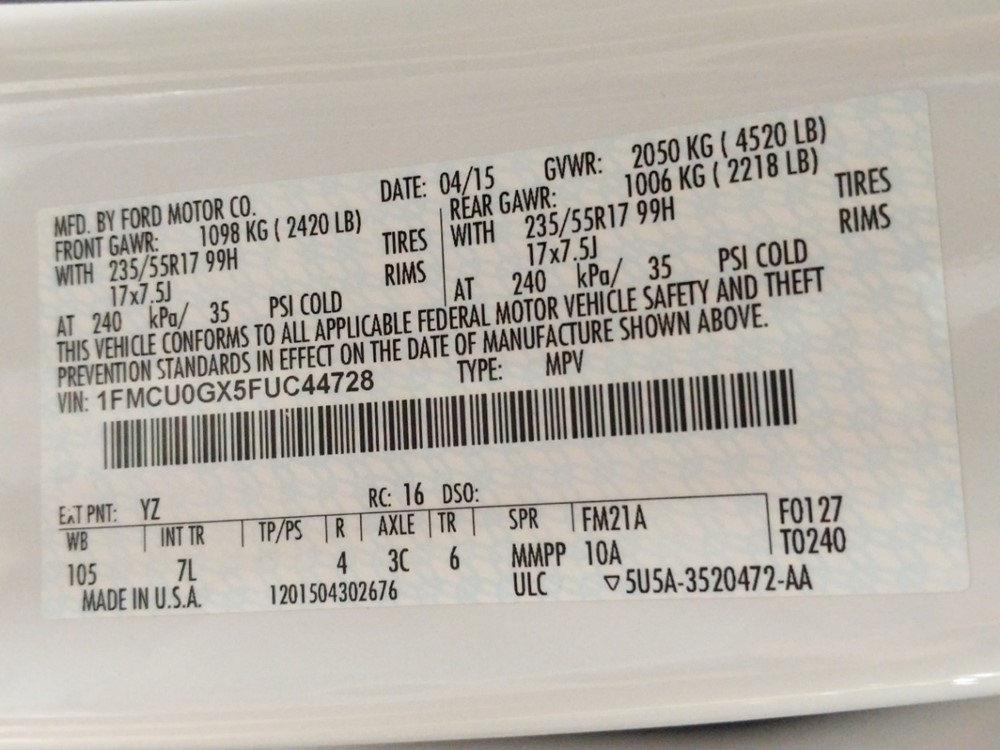 MFD. BY FORD MOTOR CO. DATE: 04/15 GVWR: 2050 KG ( 4520 LB)
FRONT GAWR: 1098 KG ( 2420 LB) REAR GAWR: 1006 KG ( 2218 LB)
WITH 235/55R17 99H TIRES WITH 235/55R17 99H TIRES
17x7.5J RIMS 17x7.5J RIMS
AT 240 kPa/ 35 PSI COLD AT 240 kPa/ 35 PSI COLD
THIS VEHICLE CONFORMS TO ALL APPLICABLE FEDERAL MOTOR VEHICLE SAFETY AND THEFT
PREVENTION STANDARDS IN EFFECT ON THE DATE OF MANUFACTURE SHOWN ABOVE.
VIN: 1FMCU0GX5FUC44728 TYPE: MPV
EXT PNT: YZ RC: 16 DSO:
WB INT TR TP/PS R AXLE TR SPR FM21A F0127
105 7L 4 3C 6 MMPP 10A T0240
MADE IN U.S.A. 1201504302676 ULC ▽5U5A-3520472-AA